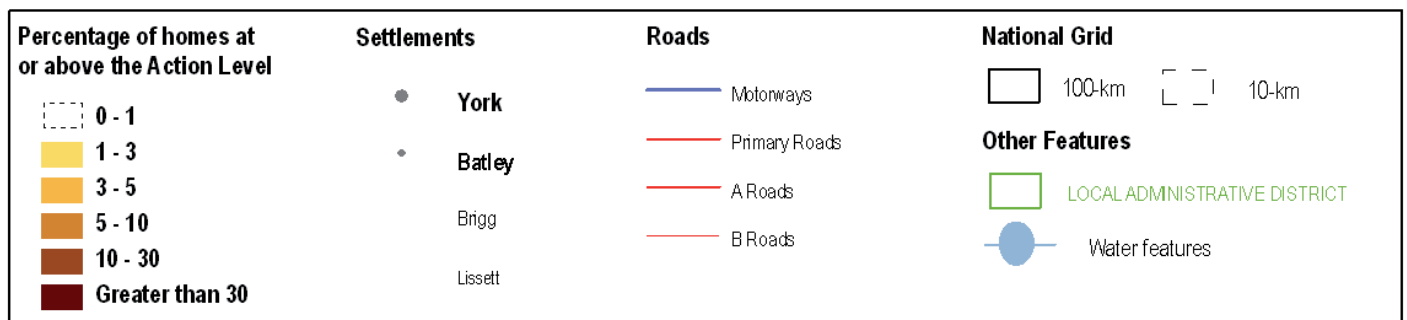 Percentage of homes at
or above the Action Level
0 - 1
1 - 3
3 - 5
5 - 10
10 - 30
Greater than 30
Settlements
York
Batley
Brigg
Lissett
Roads
Motorways
Primary Roads
A Roads
B Roads
National Grid
100-km
10-km
Other Features
LOCAL ADMINISTRATIVE DISTRICT
Water features